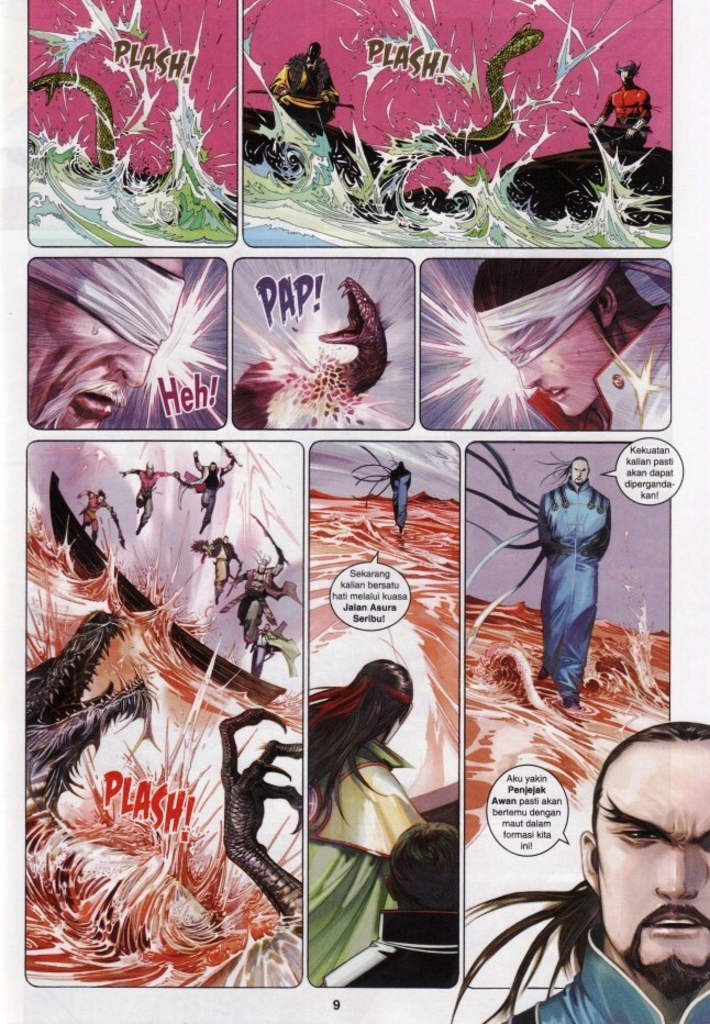 PLASH!
PLASH!
Heh!
PAP!
PLASH!
Sekarang
kalian bersatu
hati melalui kuasa
Jalan Asura
Seribu!
Kekuatan
kalian pasti
akan dapat
diperganda-
kan!
Aku yakin
Penjejak
Awan pasti akan
bertemu dengan
maut dalam
formasi kita
ini!
9